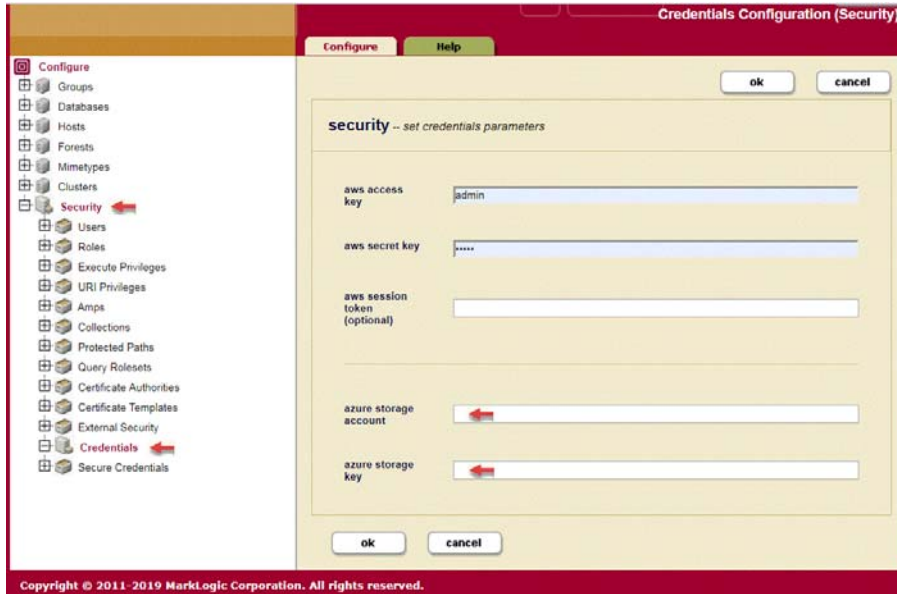 Credentials Configuration (Security)
Configure
Help
Configure
Groups
Databases
Hosts
Forests
Mimetypes
Clusters
Security
Users
Roles
Execute Privileges
URI Privileges
Amps
Collections
Protected Paths
Query Rolesets
Certificate Authorities
Certificate Templates
External Security
Credentials
Secure Credentials
ok
cancel
security -- set credentials parameters
aws access
key
admin
aws secret key
•••••
aws session
token
(optional)
azure storage
account
azure storage
key
ok
cancel
Copyright © 2011-2019 MarkLogic Corporation. All rights reserved.